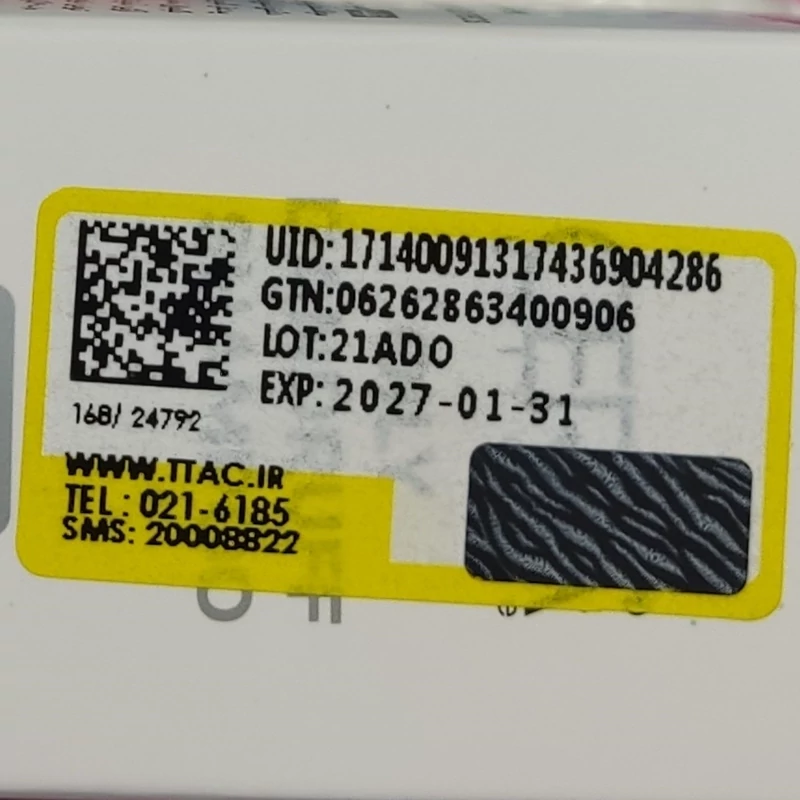 UID:17140091317436904286
GTN:06262863400906
LOT:21ADO
EXP: 2027-01-31
168/ 24792
WWW.TTAC.IR
TEL : 021-6185
SMS: 20008822